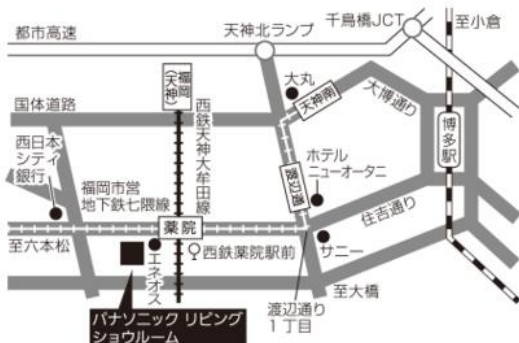 都市高速
天神北ランプ
千鳥橋JCT
至小倉
国体道路
福岡
(天神)
西鉄天神大牟田線
大丸
天神南
大博通り
博多駅
西日本
シティ
銀行
福岡市営
地下鉄七隈線
渡辺通
ホテル
ニューオータニ
住吉通り
薬院
至六本松
エネオス
西鉄薬院駅前
サニー
渡辺通り
1丁目
至大橋
パナソニック リビング
ショウルーム